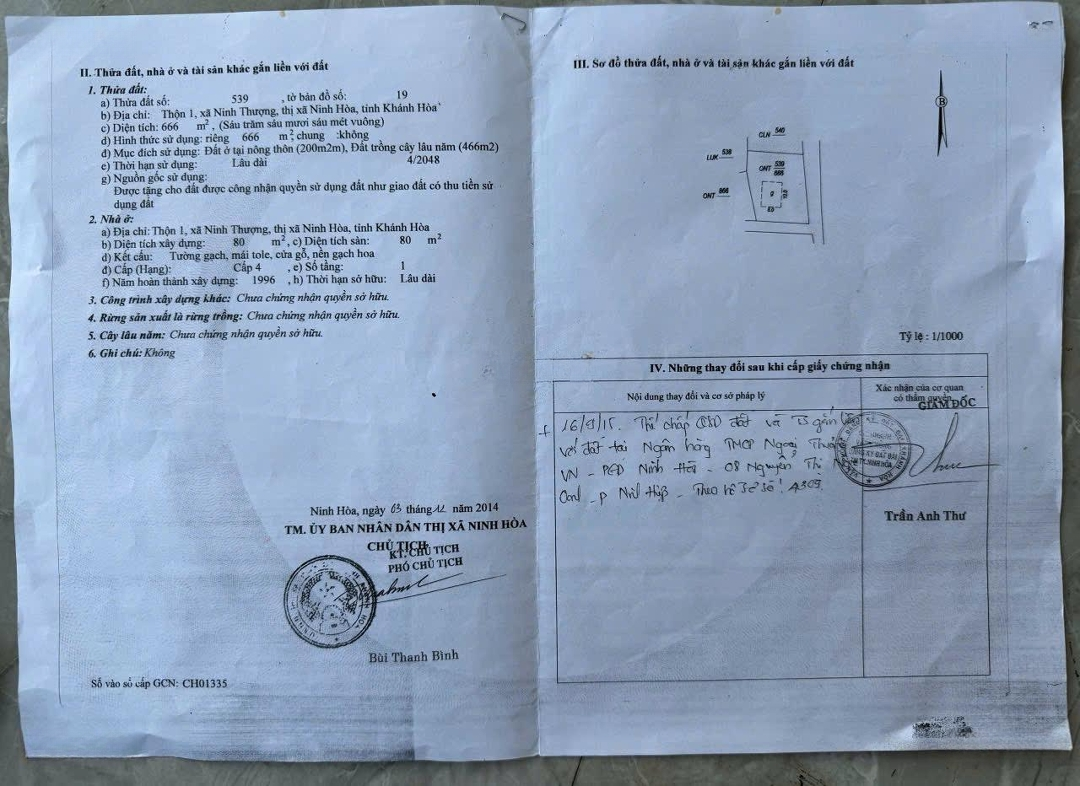 II. Thửa đất, nhà ở và tài sản khác gắn liền với đất
1. Thửa đất:
a) Thửa đất số: 539 , tờ bản đồ số: 19
b) Địa chỉ: Thộn 1, xã Ninh Thượng, thị xã Ninh Hòa, tỉnh Khánh Hòa
c) Diện tích: 666 m², (Sáu trăm sáu mươi sáu mét vuông)
d) Hình thức sử dụng: riêng 666 m² chung :không
đ) Mục đích sử dụng: Đất ở tại nông thôn (200m2m), Đất trồng cây lâu năm (466m2)
e) Thời hạn sử dụng: Lâu dài 4/2048
g) Nguồn gốc sử dụng:
Được tặng cho đất được công nhận quyền sử dụng đất như giao đất có thu tiền sử
dụng đất
2. Nhà ở:
a) Địa chỉ: Thộn 1, xã Ninh Thượng, thị xã Ninh Hòa, tỉnh Khánh Hòa
b) Diện tích xây dựng: 80 m², c) Diện tích sàn: 80 m²
d) Kết cấu: Tường gạch, mái tole, cửa gỗ, nền gạch hoa
đ) Cấp (Hạng): Cấp 4 , e) Số tầng: 1
f) Năm hoàn thành xây dựng: 1996 , h) Thời hạn sở hữu: Lâu dài
3. Công trình xây dựng khác: Chưa chứng nhận quyền sở hữu.
4. Rừng sản xuất là rừng trồng: Chưa chứng nhận quyền sở hữu.
5. Cây lâu năm: Chưa chứng nhận quyền sở hữu.
6. Ghi chú: Không
Ninh Hòa, ngày 03 tháng 12 năm 2014
TM. ỦY BAN NHÂN DÂN THỊ XÃ NINH HÒA
CHỦ TỊCH
KT. CHỦ TỊCH
PHÓ CHỦ TỊCH
Bùi Thanh Bình
Số vào sổ cấp GCN: CH01335
III. Sơ đồ thửa đất, nhà ở và tài sản khác gắn liền với đất
B
CLN 540
LUK 538
ONT 539
666
ONT 666
g
Tỷ lệ : 1/1000
IV. Những thay đổi sau khi cấp giấy chứng nhận
Nội dung thay đổi và cơ sở pháp lý
Xác nhận của cơ quan
có thẩm quyền
GIÁM ĐỐC
16/9/15. Thế chấp QSD đất và TS gắn liền
với đất tại Ngân hàng TMCP Ngoại Thương
VN - PGD Ninh Hòa - 08 Nguyễn Thị
- p Ninh Hiệp - Theo hồ sơ số: 4309.
Trần Anh Thư